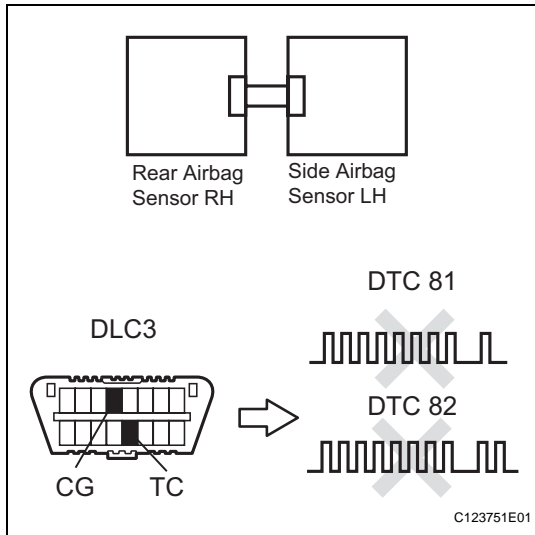 Rear Airbag
Sensor RH
Side Airbag
Sensor LH
DTC 81
DLC3
DTC 82
CG
TC
C123751E01